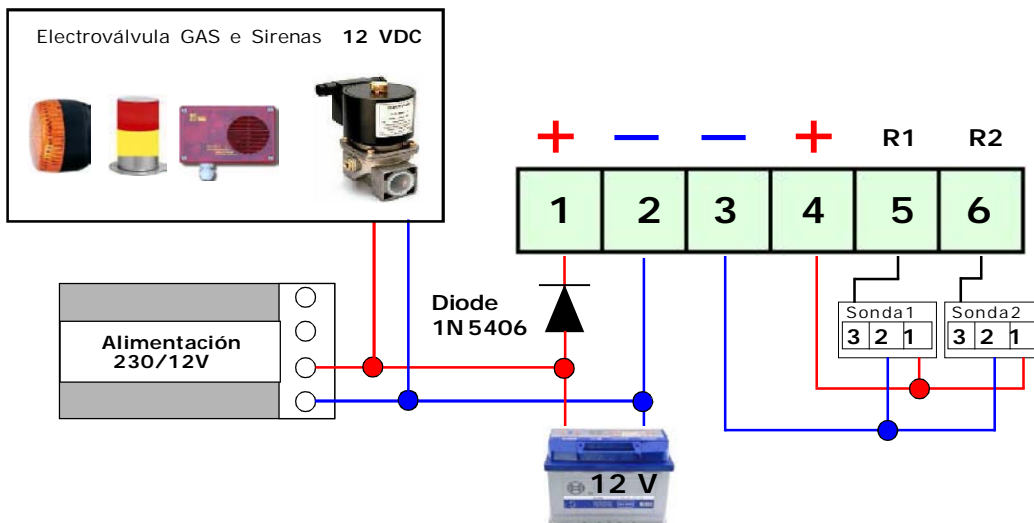 Electroválvula GAS e Sirenas 12 VDC
+ − − + R1 R2
1 2 3 4 5 6
Diode
1N 5406
Alimentación
230/12V
Sonda1
3 2 1
Sonda2
3 2 1
12 V